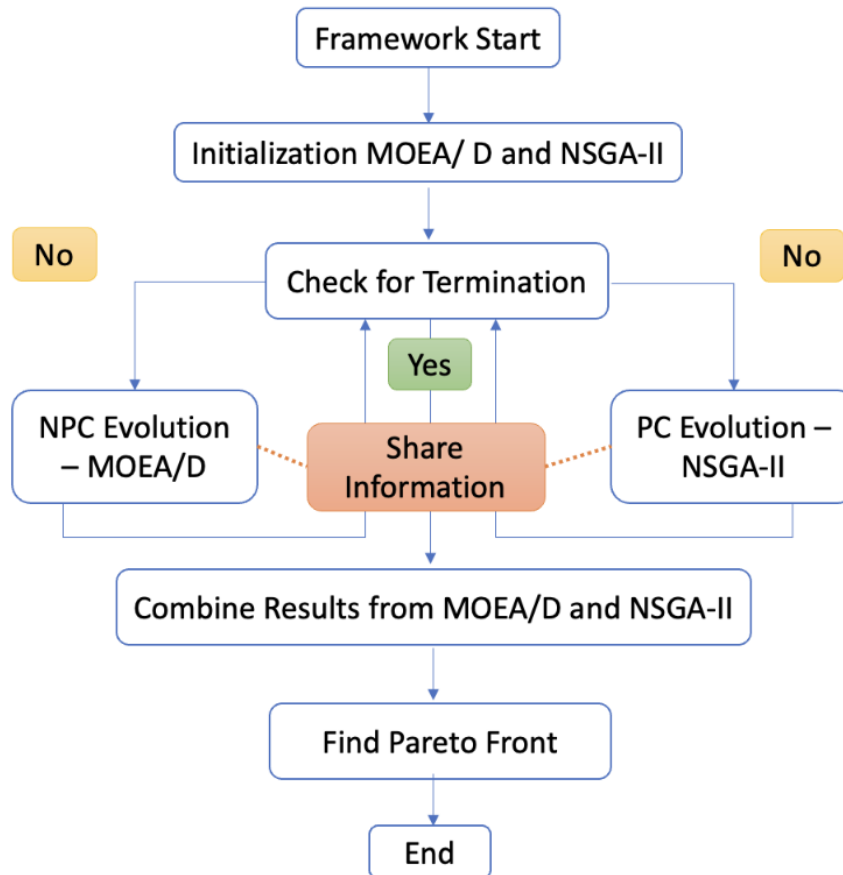 Framework Start
Initialization MOEA/ D and NSGA-II
No
No
Check for Termination
Yes
NPC Evolution
– MOEA/D
Share
Information
PC Evolution –
NSGA-II
Combine Results from MOEA/D and NSGA-II
Find Pareto Front
End